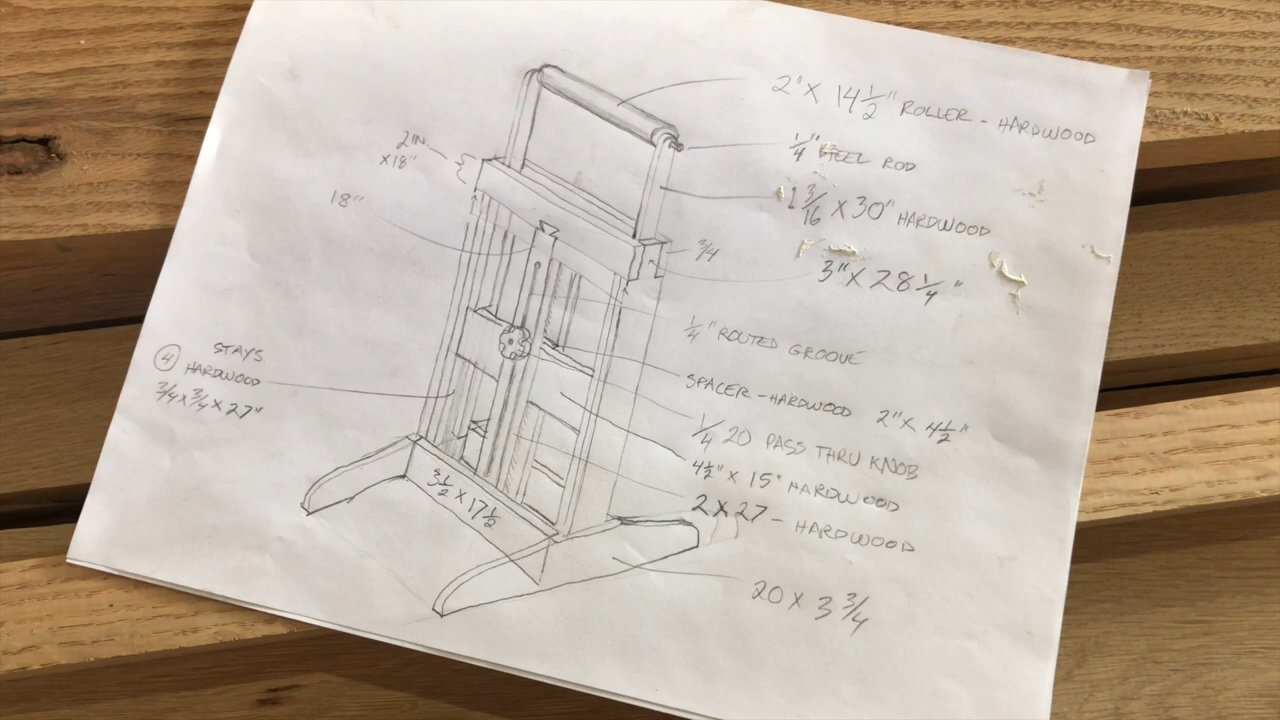 2" X 14 1/2" ROLLER - HARDWOOD
1/4" STEEL ROD
1 3/16 X 30" HARDWOOD
3/4
3" X 28 1/4"
2 IN
X 18"
18"
1/4" ROUTED GROOVE
SPACER - HARDWOOD 2" X 4 1/2"
1/4 20 PASS THRU KNOB
4 1/2" X 15" HARDWOOD
2 X 27 - HARDWOOD
20 X 3 3/4
4 STAYS
HARDWOOD
3/4 X 3/4 X 27"
3 1/2 X 17 1/2